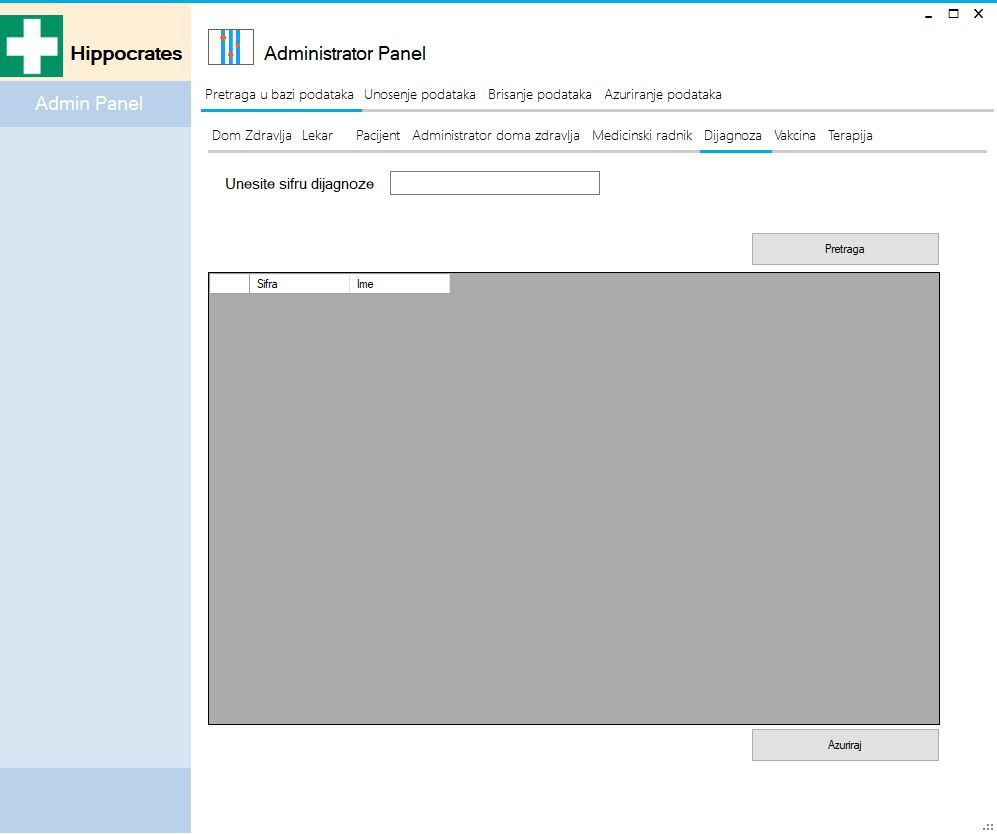 Hippocrates
Admin Panel
Administrator Panel
Pretraga u bazi podataka Unosenje podataka Brisanje podataka Azuriranje podataka
Dom Zdravlja Lekar Pacijent Administrator doma zdravlja Medicinski radnik Dijagnoza Vakcina Terapija
Unesite sifru dijagnoze
Pretraga
Sifra Ime
Azuriraj